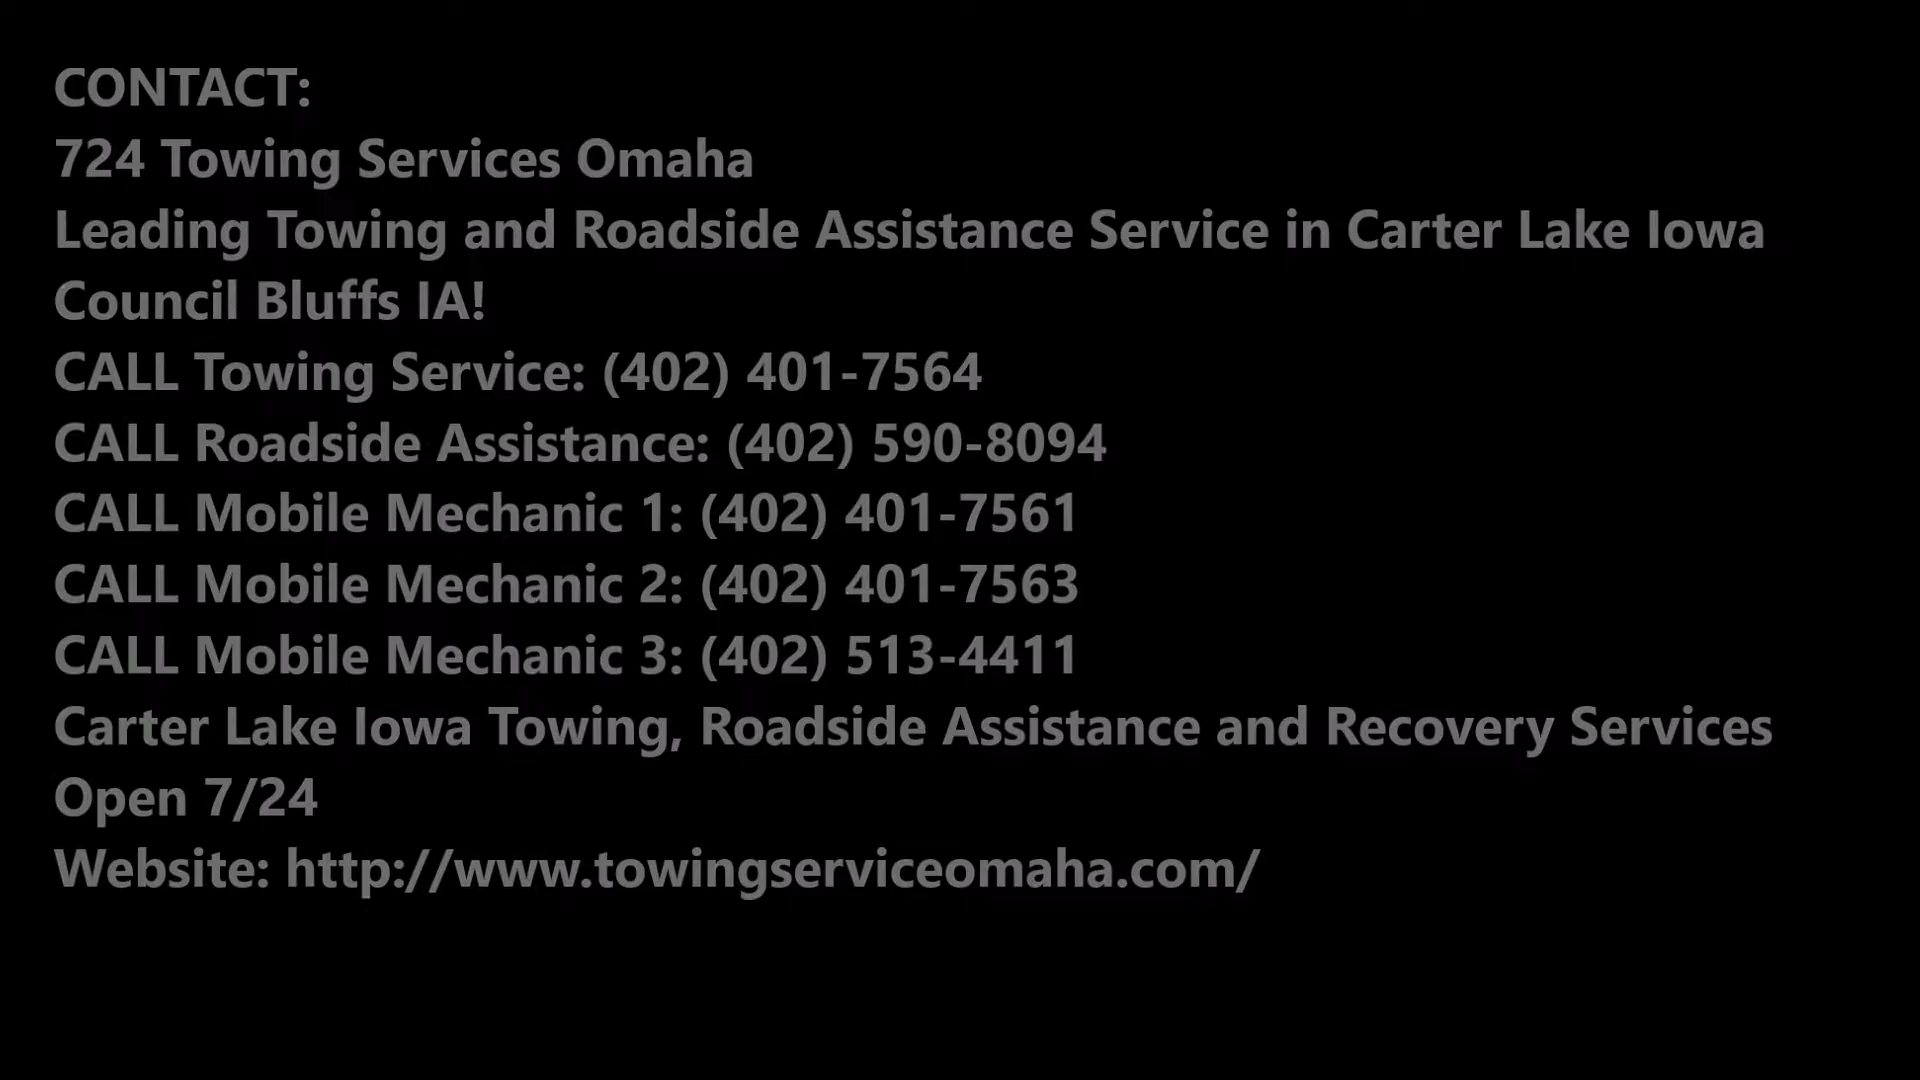 CONTACT:
724 Towing Services Omaha
Leading Towing and Roadside Assistance Service in Carter Lake Iowa
Council Bluffs IA!
CALL Towing Service: (402) 401-7564
CALL Roadside Assistance: (402) 590-8094
CALL Mobile Mechanic 1: (402) 401-7561
CALL Mobile Mechanic 2: (402) 401-7563
CALL Mobile Mechanic 3: (402) 513-4411
Carter Lake Iowa Towing, Roadside Assistance and Recovery Services
Open 7/24
Website: http://www.towingserviceomaha.com/